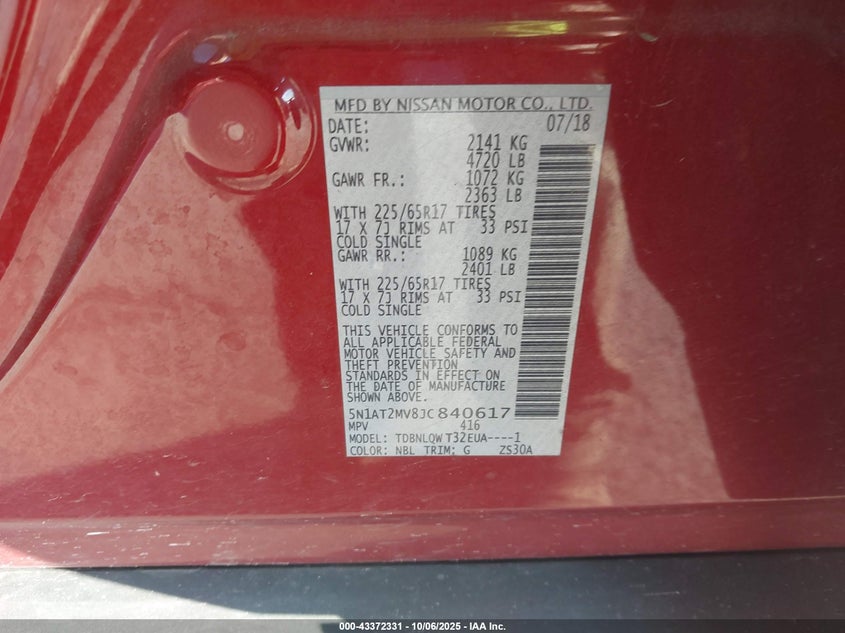 MFD BY NISSAN MOTOR CO., LTD.
DATE: 07/18
GVWR: 2141 KG
4720 LB
GAWR FR.: 1072 KG
2363 LB
WITH 225/65R17 TIRES
17 X 7J RIMS AT 33 PSI
COLD SINGLE
GAWR RR.: 1089 KG
2401 LB
WITH 225/65R17 TIRES
17 X 7J RIMS AT 33 PSI
COLD SINGLE
THIS VEHICLE CONFORMS TO
ALL APPLICABLE FEDERAL
MOTOR VEHICLE SAFETY AND
THEFT PREVENTION
STANDARDS IN EFFECT ON
THE DATE OF MANUFACTURE
SHOWN ABOVE.
5N1AT2MV8JC840617
MPV 416
MODEL: TDBNLQW T32EUA----1
COLOR: NBL TRIM; G ZS30A
000-43372331 - 10/06/2025 - IAA Inc.